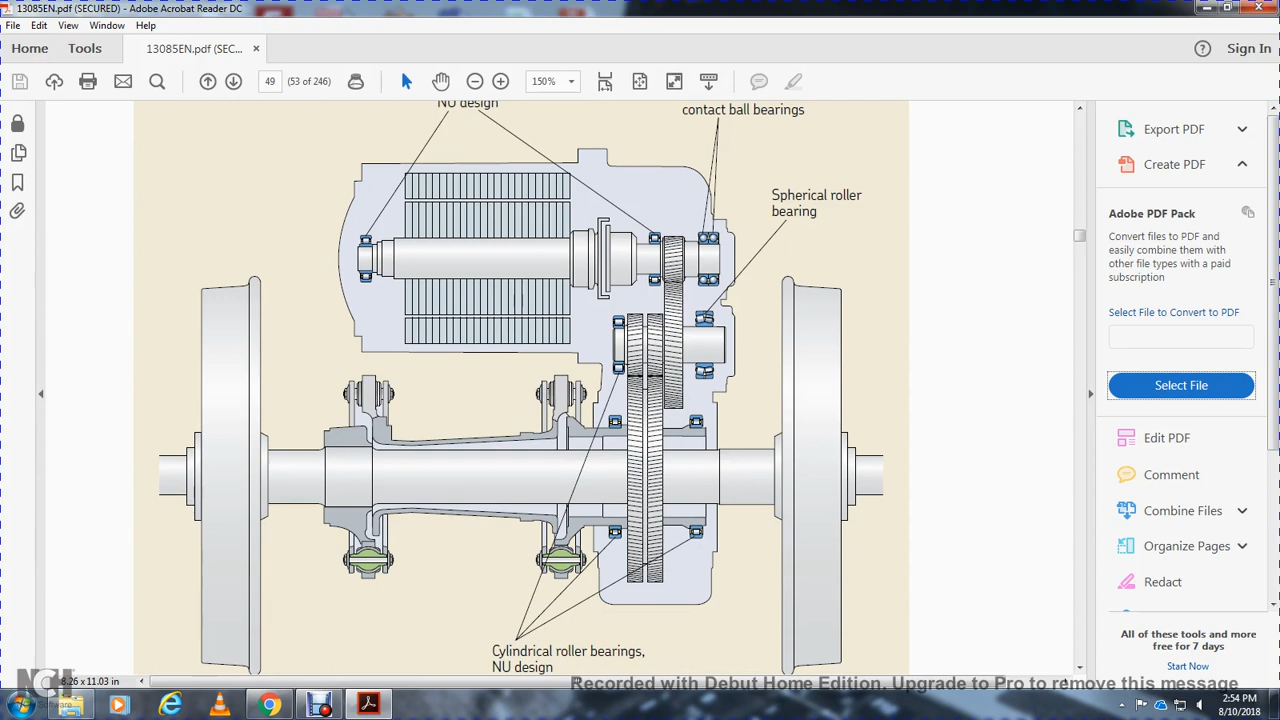 13085EN.pdf (SECURED) - Adobe Acrobat Reader DC
File Edit View Window Help
Home Tools 13085EN.pdf (SEC... × ? Sign In
49 (53 of 246) 150%
NU design
contact ball bearings
Spherical roller
bearing
Cylindrical roller bearings,
NU design
8.26 x 11.03 in
Export PDF
Create PDF
Adobe PDF Pack
Convert files to PDF and
easily combine them with
other file types with a paid
subscription
Select File to Convert to PDF
Select File
Edit PDF
Comment
Combine Files
Organize Pages
Redact
All of these tools and more
free for 7 days
Start Now
NCH
Software
Recorded with Debut Home Edition. Upgrade to Pro to remove this message
2:54 PM
8/10/2018